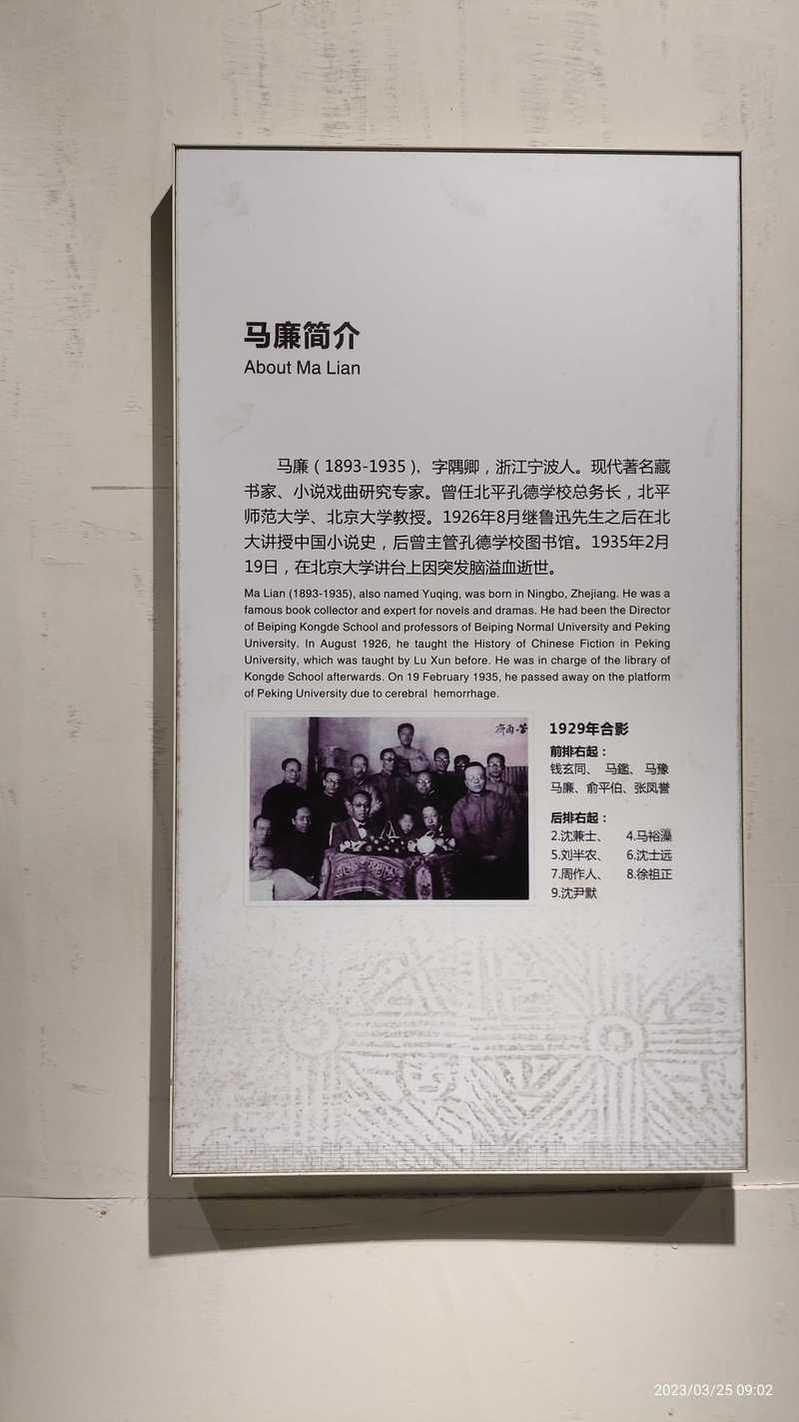 马廉简介
About Ma Lian
马廉（1893-1935），字隅卿，浙江宁波人。现代著名藏
书家、小说戏曲研究专家。曾任北平孔德学校总务长，北平
师范大学、北京大学教授。1926年8月继鲁迅先生之后在北
大讲授中国小说史，后曾主管孔德学校图书馆。1935年2月
19日，在北京大学讲台上因突发脑溢血逝世。
Ma Lian (1893-1935), also named Yuqing, was born in Ningbo, Zhejiang. He was a
famous book collector and expert for novels and dramas. He had been the Director
of Beiping Kongde School and professors of Beiping Normal University and Peking
University. In August 1926, he taught the History of Chinese Fiction in Peking
University, which was taught by Lu Xun before. He was in charge of the library of
Kongde School afterwards. On 19 February 1935, he passed away on the platform
of Peking University due to cerebral hemorrhage.
1929年合影
前排右起：
钱玄同、 马鑑、 马豫
马廉、俞平伯、张凤誉
后排右起：
2.沈兼士、 4.马裕藻
5.刘半农、 6.沈士远
7.周作人、 8.徐祖正
9.沈尹默
2023/03/25 09:02